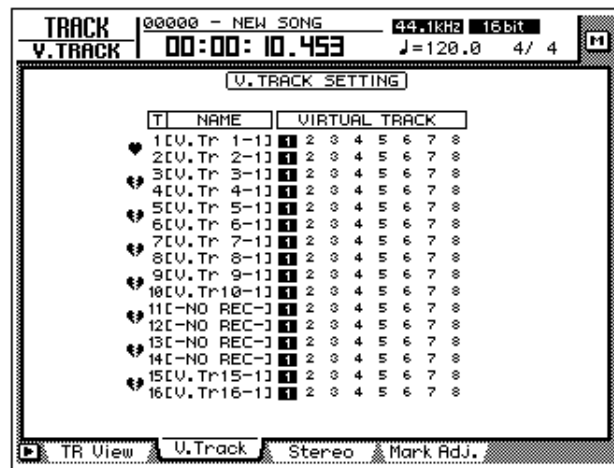 TRACK
V.TRACK
00000 - NEW SONG
00:00: 10.453
44.1kHz 16bit
♩=120.0 4/ 4
M
V.TRACK SETTING
T NAME VIRTUAL TRACK
1[V.Tr 1-1] 1 2 3 4 5 6 7 8
2[V.Tr 2-1] 1 2 3 4 5 6 7 8
3[V.Tr 3-1] 1 2 3 4 5 6 7 8
4[V.Tr 4-1] 1 2 3 4 5 6 7 8
5[V.Tr 5-1] 1 2 3 4 5 6 7 8
6[V.Tr 6-1] 1 2 3 4 5 6 7 8
7[V.Tr 7-1] 1 2 3 4 5 6 7 8
8[V.Tr 8-1] 1 2 3 4 5 6 7 8
9[V.Tr 9-1] 1 2 3 4 5 6 7 8
10[V.Tr10-1] 1 2 3 4 5 6 7 8
11[-NO REC-] 1 2 3 4 5 6 7 8
12[-NO REC-] 1 2 3 4 5 6 7 8
13[-NO REC-] 1 2 3 4 5 6 7 8
14[-NO REC-] 1 2 3 4 5 6 7 8
15[V.Tr15-1] 1 2 3 4 5 6 7 8
16[V.Tr16-1] 1 2 3 4 5 6 7 8
TR View V.Track Stereo Mark Adj.